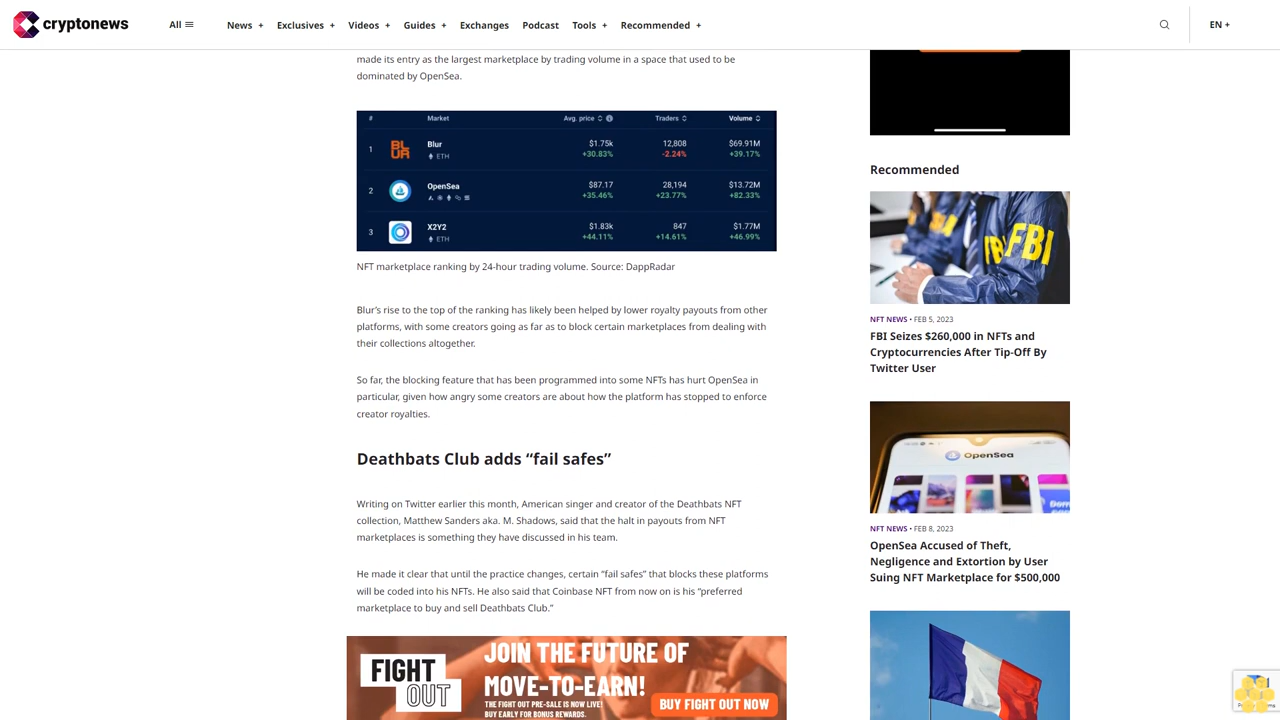 cryptonews
All
News +
Exclusives +
Videos +
Guides +
Exchanges
Podcast
Tools +
Recommended +
EN +
made its entry as the largest marketplace by trading volume in a space that used to be
dominated by OpenSea.
# Market Avg. price Traders Volume
1 BLUR Blur $1.75k 12,808 $69.91M
ETH +30.83% -2.24% +39.17%
2 OpenSea $87.17 28,194 $13.72M
+35.46% +23.77% +82.33%
3 X2Y2 $1.83k 847 $1.77M
ETH +44.11% +14.61% +46.99%
NFT marketplace ranking by 24-hour trading volume. Source: DappRadar
Blur’s rise to the top of the ranking has likely been helped by lower royalty payouts from other
platforms, with some creators going as far as to block certain marketplaces from dealing with
their collections altogether.
So far, the blocking feature that has been programmed into some NFTs has hurt OpenSea in
particular, given how angry some creators are about how the platform has stopped to enforce
creator royalties.
Deathbats Club adds “fail safes”
Writing on Twitter earlier this month, American singer and creator of the Deathbats NFT
collection, Matthew Sanders aka. M. Shadows, said that the halt in payouts from NFT
marketplaces is something they have discussed in his team.
He made it clear that until the practice changes, certain “fail safes” that blocks these platforms
will be coded into his NFTs. He also said that Coinbase NFT from now on is his “preferred
marketplace to buy and sell Deathbats Club.”
FIGHT
OUT
JOIN THE FUTURE OF
MOVE-TO-EARN!
THE FIGHT OUT PRE-SALE IS NOW LIVE!
BUY EARLY FOR BONUS REWARDS.
BUY FIGHT OUT NOW
Recommended
FBI
FBI
NFT NEWS • FEB 5, 2023
FBI Seizes $260,000 in NFTs and
Cryptocurrencies After Tip-Off By
Twitter User
OpenSea
NFT NEWS • FEB 8, 2023
OpenSea Accused of Theft,
Negligence and Extortion by User
Suing NFT Marketplace for $500,000